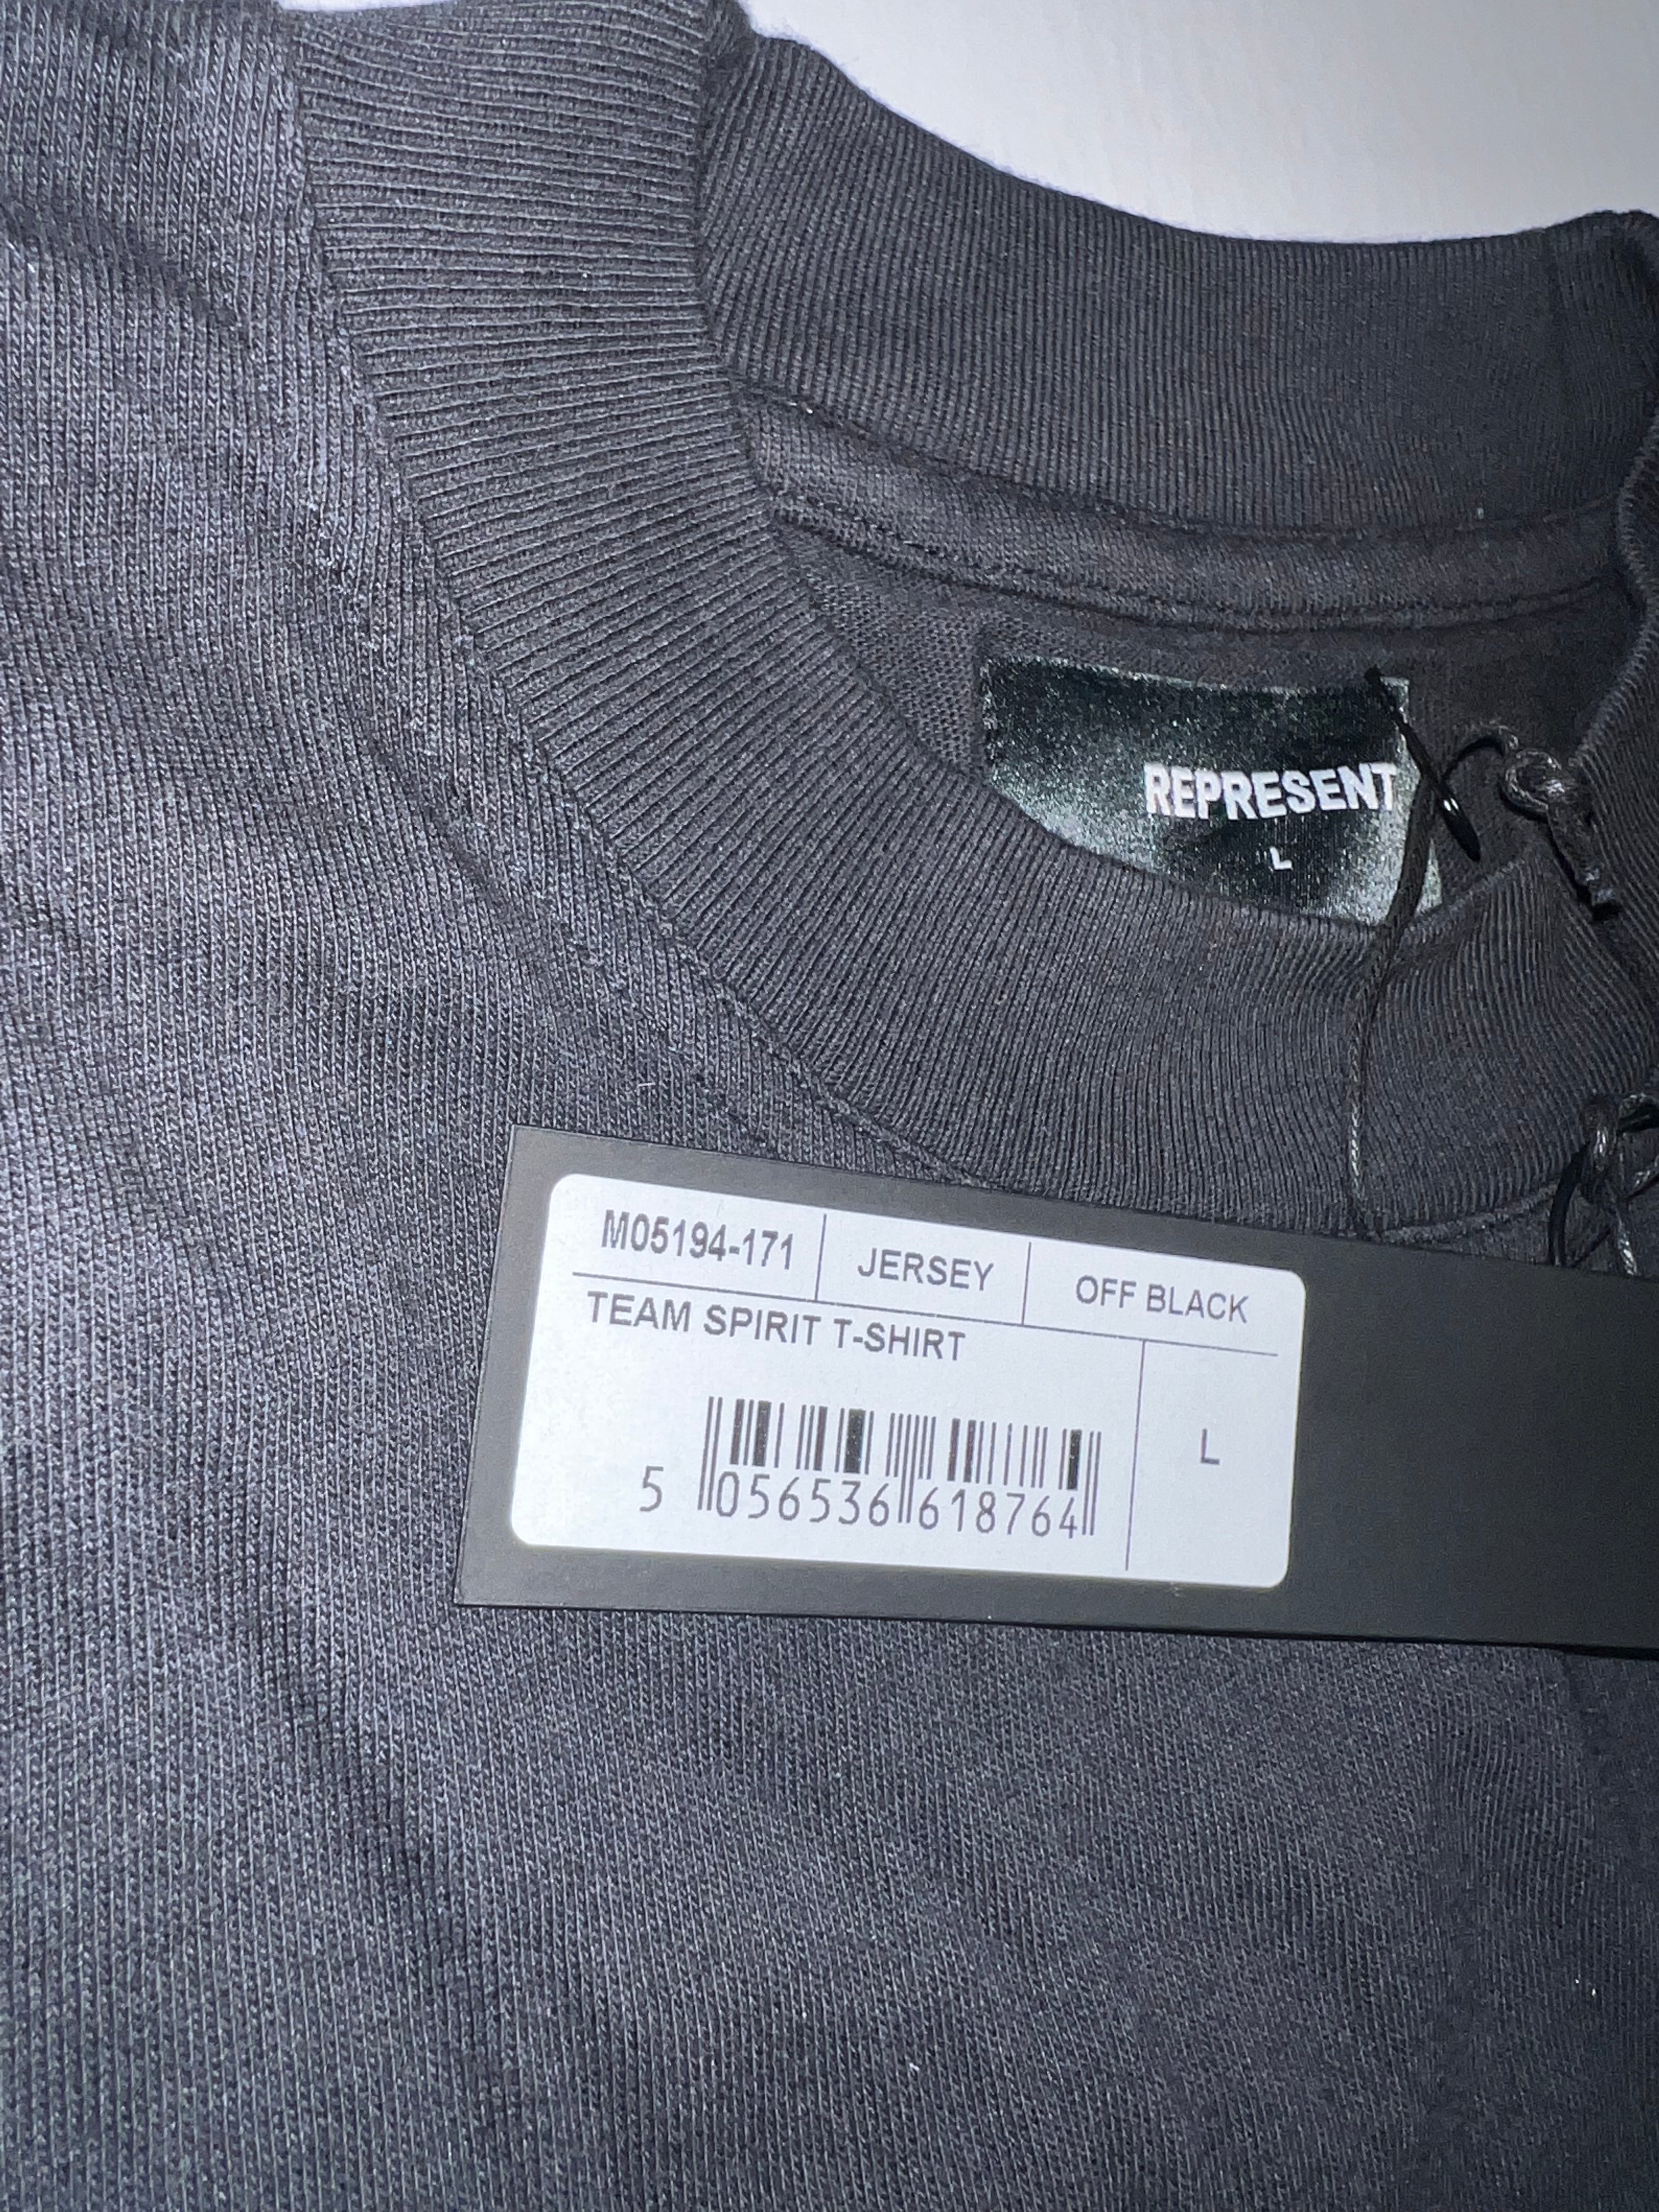 REPRESENT
L
M05194-171 JERSEY OFF BLACK
TEAM SPIRIT T-SHIRT
L
5 056536 618764